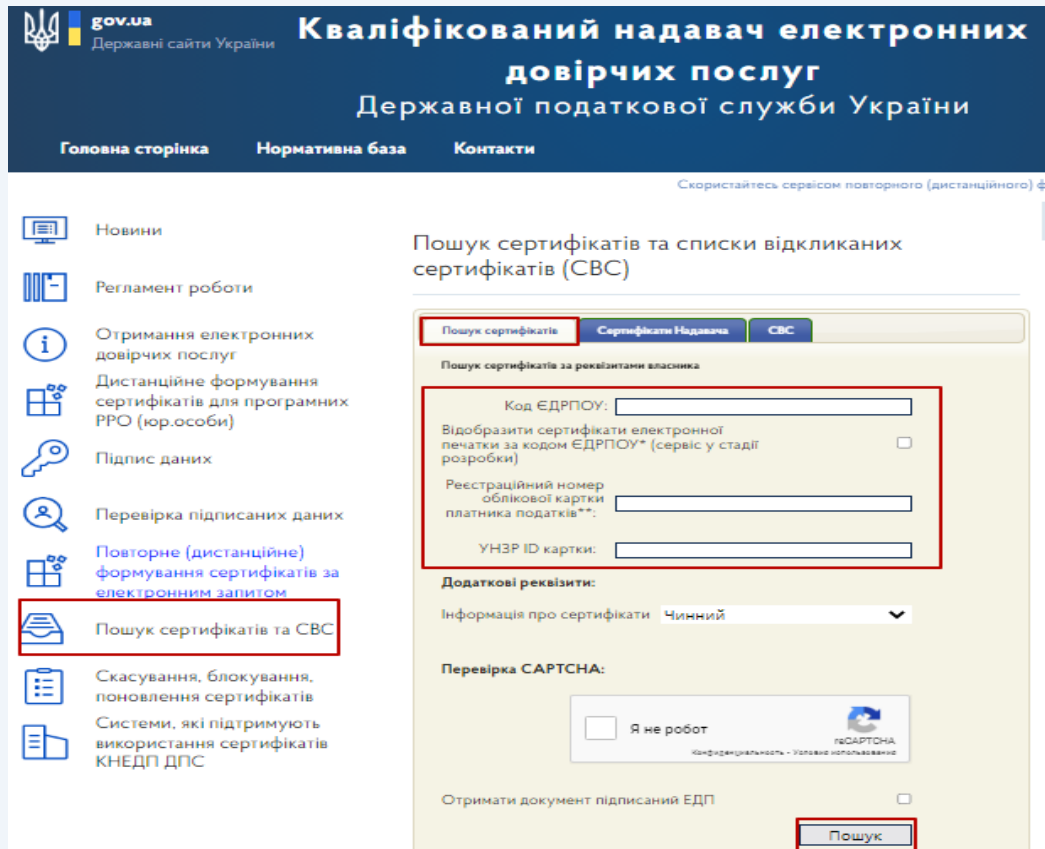 gov.ua
Державні сайти України
Кваліфікований надавач електронних
довірчих послуг
Державної податкової служби України
Головна сторінка Нормативна база Контакти
Скористайтесь сервісом повторного (дистанційного) ф
Новини
Регламент роботи
Отримання електронних
довірчих послуг
Дистанційне формування
сертифікатів для програмних
РРО (юр.особи)
Підпис даних
Перевірка підписаних даних
Повторне (дистанційне)
формування сертифікатів за
електронним запитом
Пошук сертифікатів та СВС
Скасування, блокування,
поновлення сертифікатів
Системи, які підтримують
використання сертифікатів
КНЕДП ДПС
Пошук сертифікатів та списки відкликаних
сертифікатів (СВС)
Пошук сертифікатів Сертифікати Надавача СВС
Пошук сертифікатів за реквізитами власника
Код ЄДРПОУ:
Відобразити сертифікати електронної
печатки за кодом ЄДРПОУ* (сервіс у стадії
розробки)
Реєстраційний номер
облікової картки
платника податків**:
УНЗР ID картки:
Додаткові реквізити:
Інформація про сертифікати Чинний
Перевірка CAPTCHA:
Я не робот
reCAPTCHA
Конфиденциальность - Условия использования
Отримати документ підписаний ЕДП
Пошук